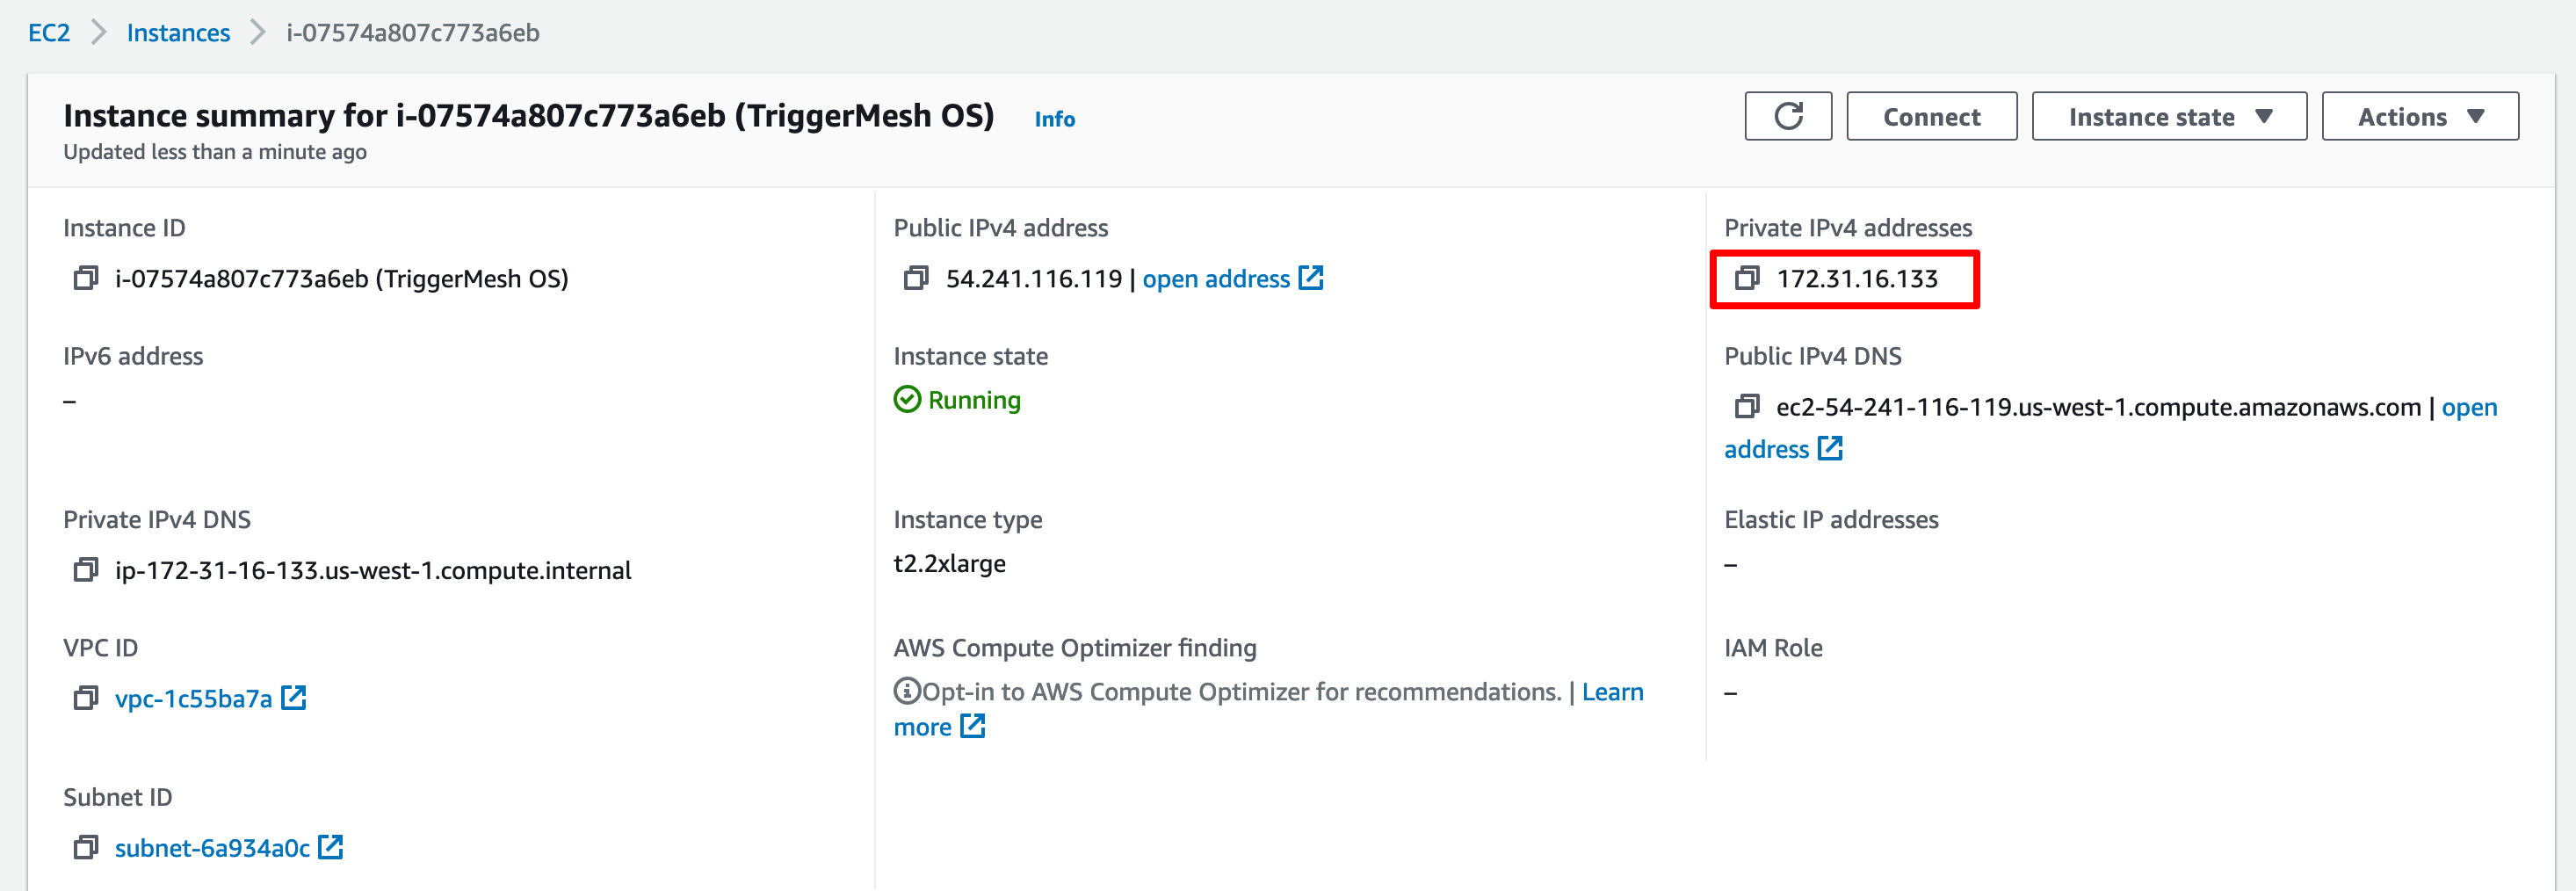 EC2 > Instances > i-07574a807c773a6eb
Instance summary for i-07574a807c773a6eb (TriggerMesh OS) Info
Connect Instance state Actions
Updated less than a minute ago
Instance ID
i-07574a807c773a6eb (TriggerMesh OS)
Public IPv4 address
54.241.116.119 | open address
Private IPv4 addresses
172.31.16.133
IPv6 address
–
Instance state
Running
Public IPv4 DNS
ec2-54-241-116-119.us-west-1.compute.amazonaws.com | open
address
Private IPv4 DNS
ip-172-31-16-133.us-west-1.compute.internal
Instance type
t2.2xlarge
Elastic IP addresses
–
VPC ID
vpc-1c55ba7a
AWS Compute Optimizer finding
Opt-in to AWS Compute Optimizer for recommendations. | Learn
more
IAM Role
–
Subnet ID
subnet-6a934a0c